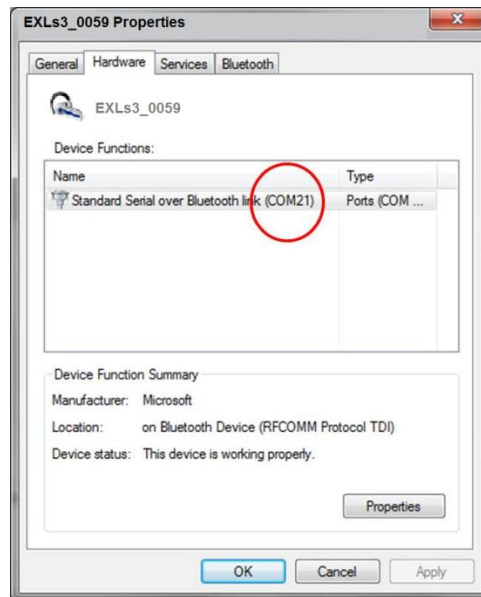 EXLs3_0059 Properties
General Hardware Services Bluetooth
EXLs3_0059
Device Functions:
Name Type
Standard Serial over Bluetooth link (COM21) Ports (COM ...
Device Function Summary
Manufacturer: Microsoft
Location: on Bluetooth Device (RFCOMM Protocol TDI)
Device status: This device is working properly.
Properties
OK Cancel Apply